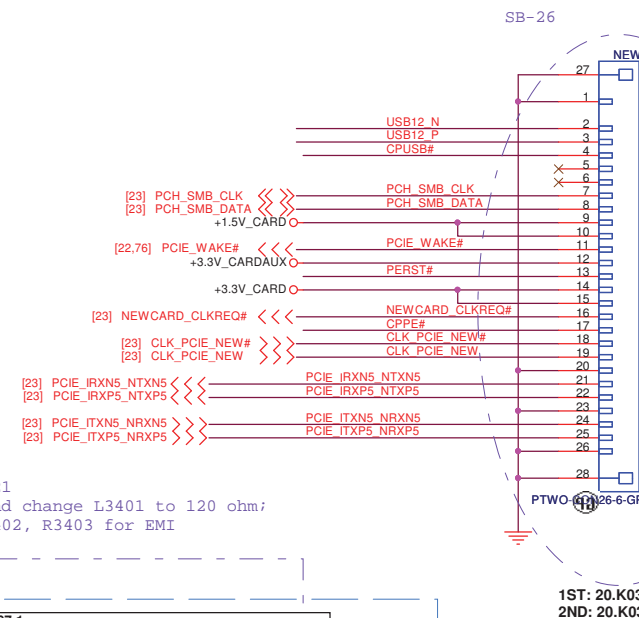 SB-26
NEW
27
1
USB12_N 2
USB12_P 3
CPUSB# 4
5
6
[23] PCH_SMB_CLK PCH_SMB_CLK 7
[23] PCH_SMB_DATA PCH_SMB_DATA 8
+1.5V_CARD 9
10
[22,76] PCIE_WAKE# PCIE_WAKE# 11
+3.3V_CARDAUX 12
PERST# 13
+3.3V_CARD 14
15
[23] NEWCARD_CLKREQ# NEWCARD_CLKREQ# 16
CPPE# 17
[23] CLK_PCIE_NEW# CLK_PCIE_NEW# 18
[23] CLK_PCIE_NEW CLK_PCIE_NEW 19
20
[23] PCIE_IRXN5_NTXN5 PCIE_IRXN5_NTXN5 21
[23] PCIE_IRXP5_NTXP5 PCIE_IRXP5_NTXP5 22
23
[23] PCIE_ITXN5_NRXN5 PCIE_ITXN5_NRXN5 24
[23] PCIE_ITXP5_NRXP5 PCIE_ITXP5_NRXP5 25
26
28
1
d change L3401 to 120 ohm;
02, R3403 for EMI
1ST: 20.K03
2ND: 20.K03